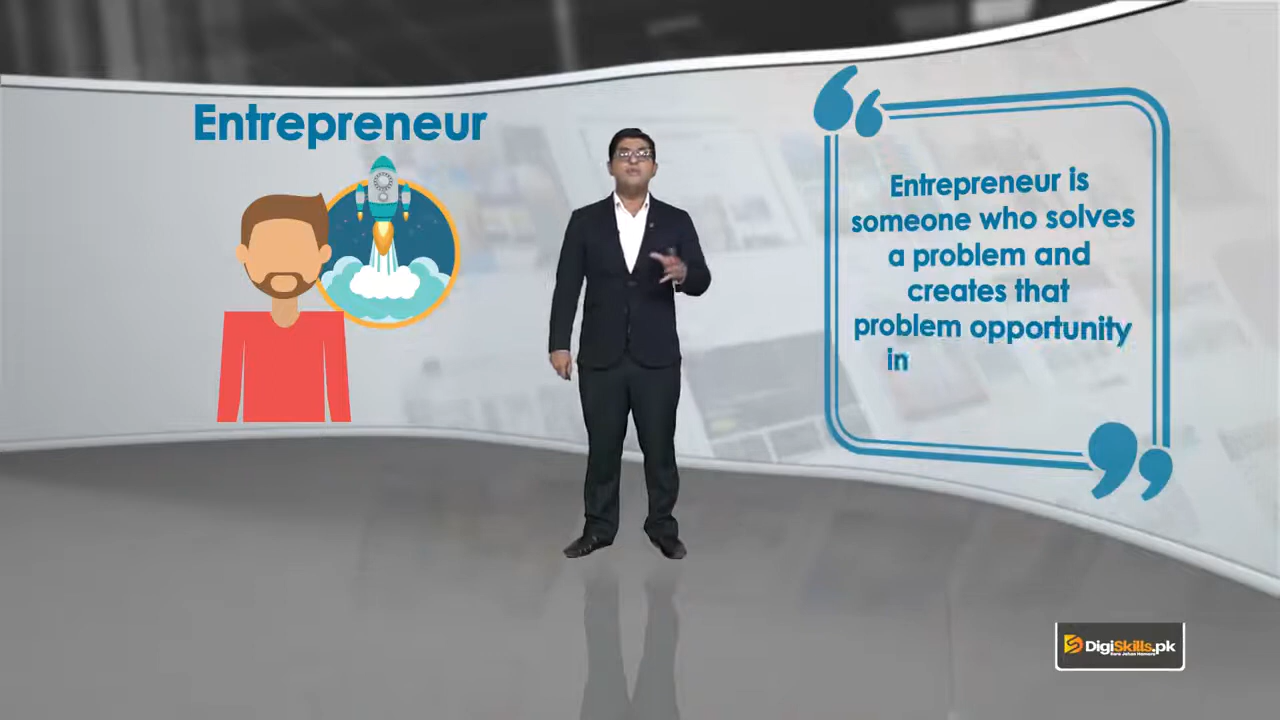 Entrepreneur
Entrepreneur is
someone who solves
a problem and
creates that
problem opportunity
in
DigiSkills.pk